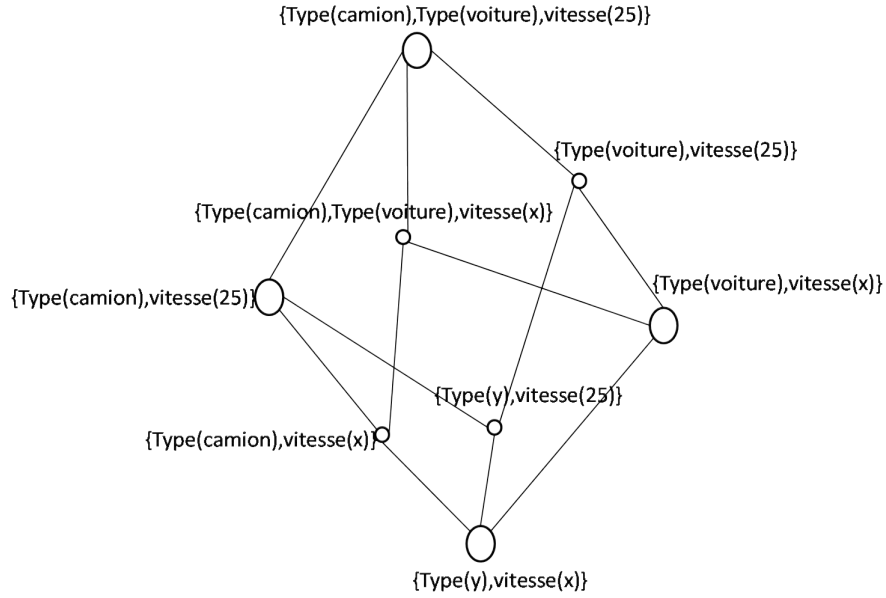 {Type(camion),Type(voiture),vitesse(25)}
{Type(voiture),vitesse(25)}
{Type(camion),Type(voiture),vitesse(x)}
{Type(voiture),vitesse(x)}
{Type(camion),vitesse(25)}
{Type(y),vitesse(25)}
{Type(camion),vitesse(x)}
{Type(y),vitesse(x)}